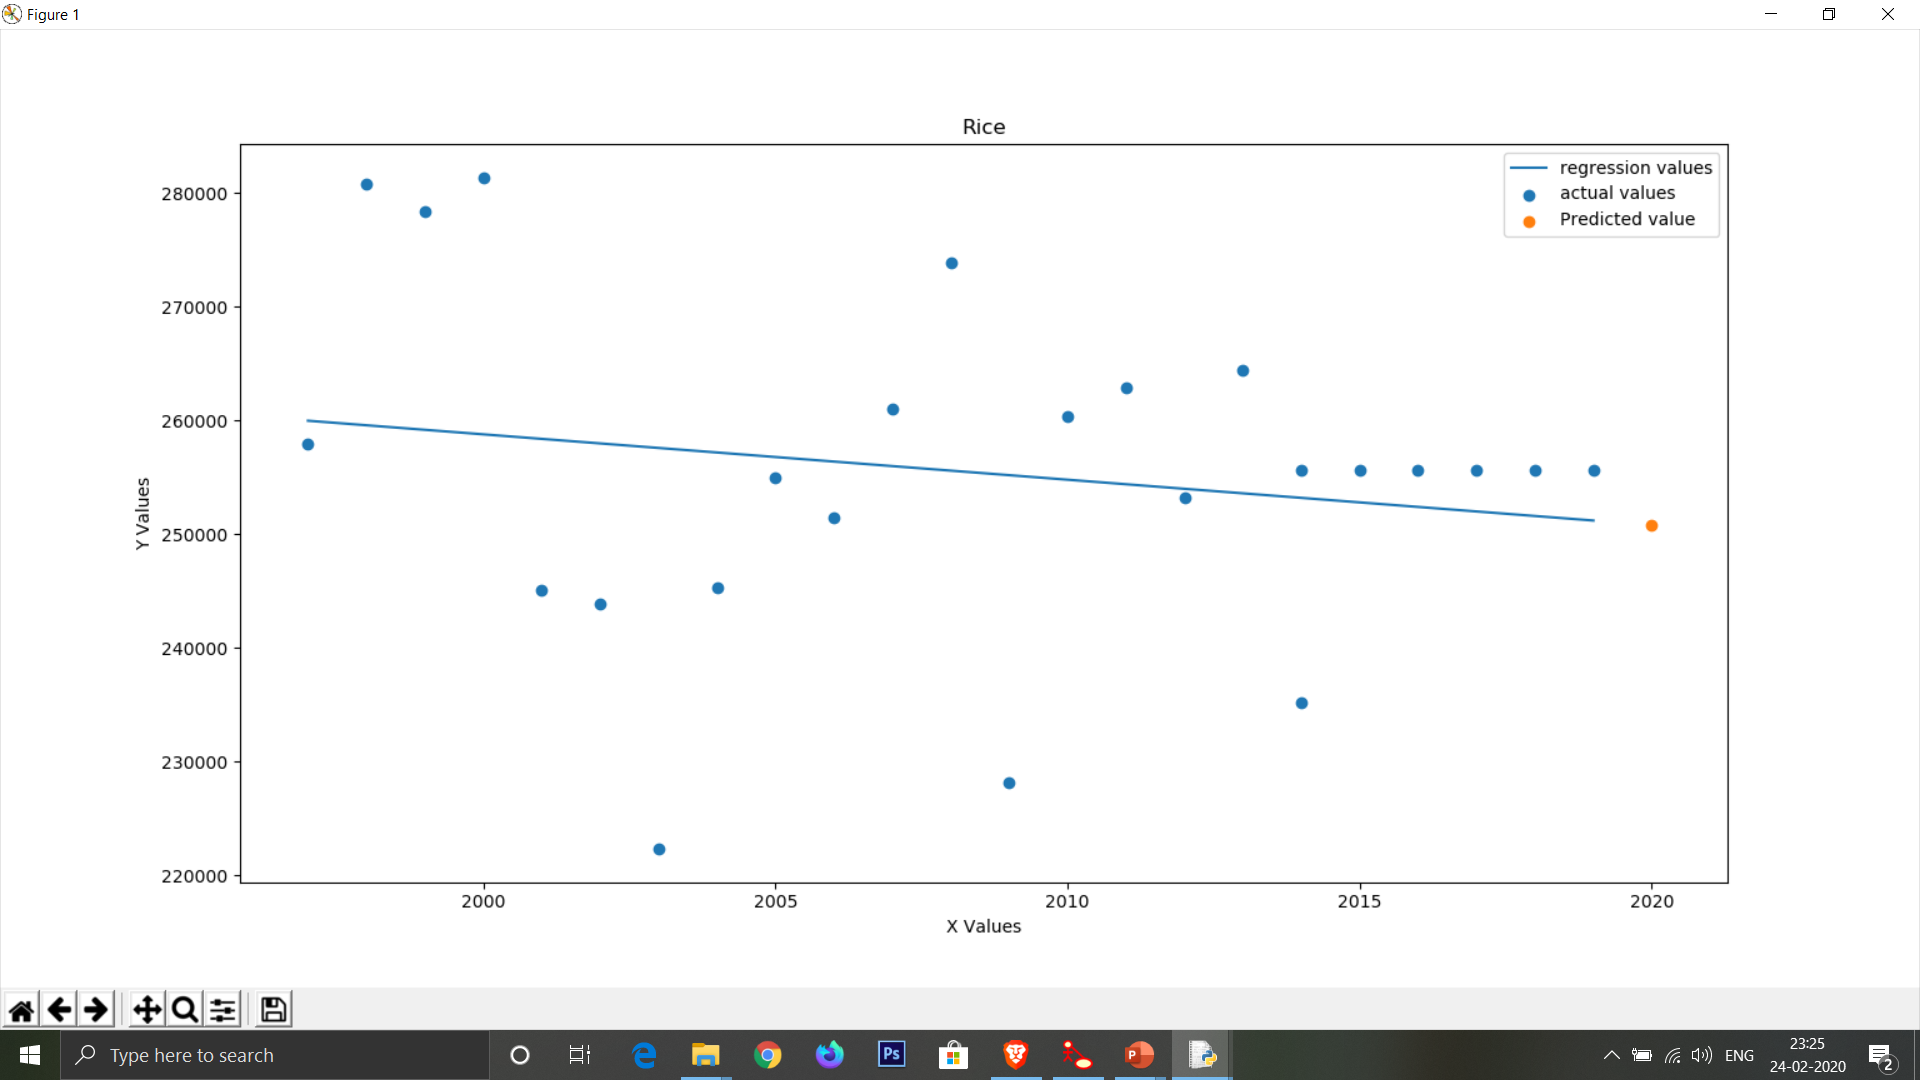 Figure 1
Rice
regression values
actual values
Predicted value
280000
270000
260000
250000
240000
230000
220000
Y Values
2000 2005 2010 2015 2020
X Values
Type here to search
Ps
P
ENG
23:25
24-02-2020
2